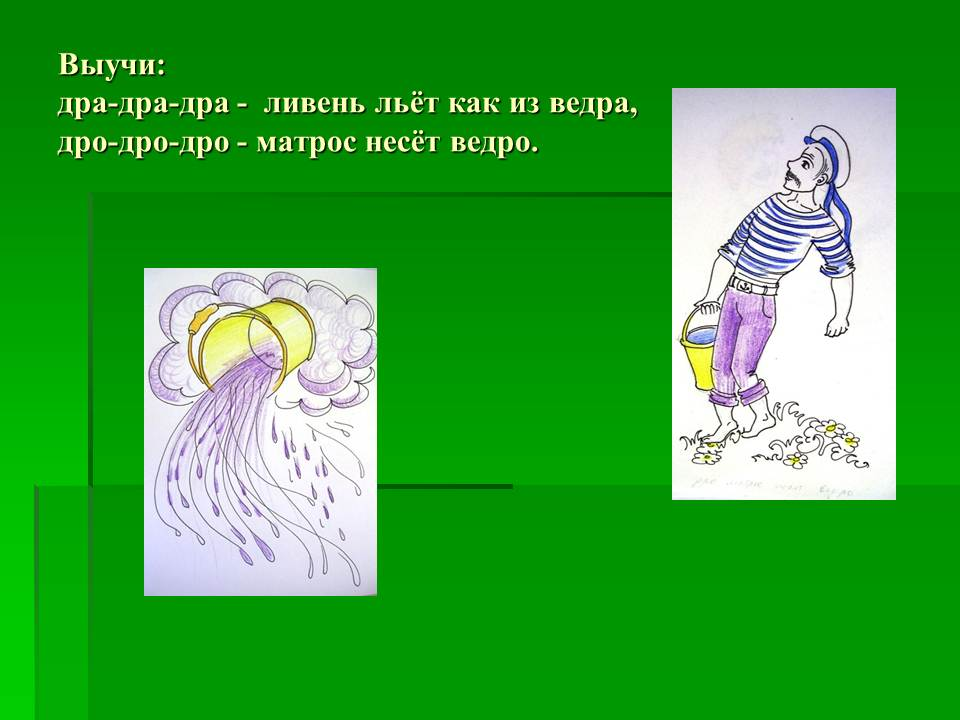 Выучи:
дра-дра-дра -  ливень льёт как из ведра,
дро-дро-дро - матрос несёт ведро.